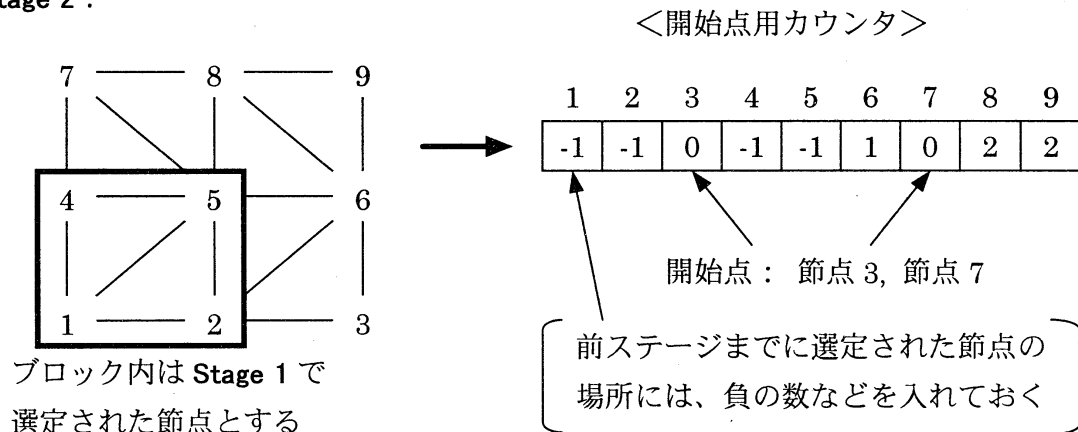 Stage 2 :
＜開始点用カウンタ＞
7 8 9
4 5 6
1 2 3
1 2 3 4 5 6 7 8 9
-1 -1 0 -1 -1 1 0 2 2
開始点： 節点 3, 節点 7
前ステージまでに選定された節点の
場所には、負の数などを入れておく
ブロック内は Stage 1 で
選定された節点とする